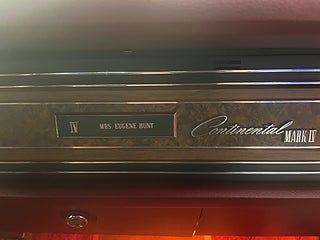 IV MRS. EUGENE HUNT
Continental MARK IV